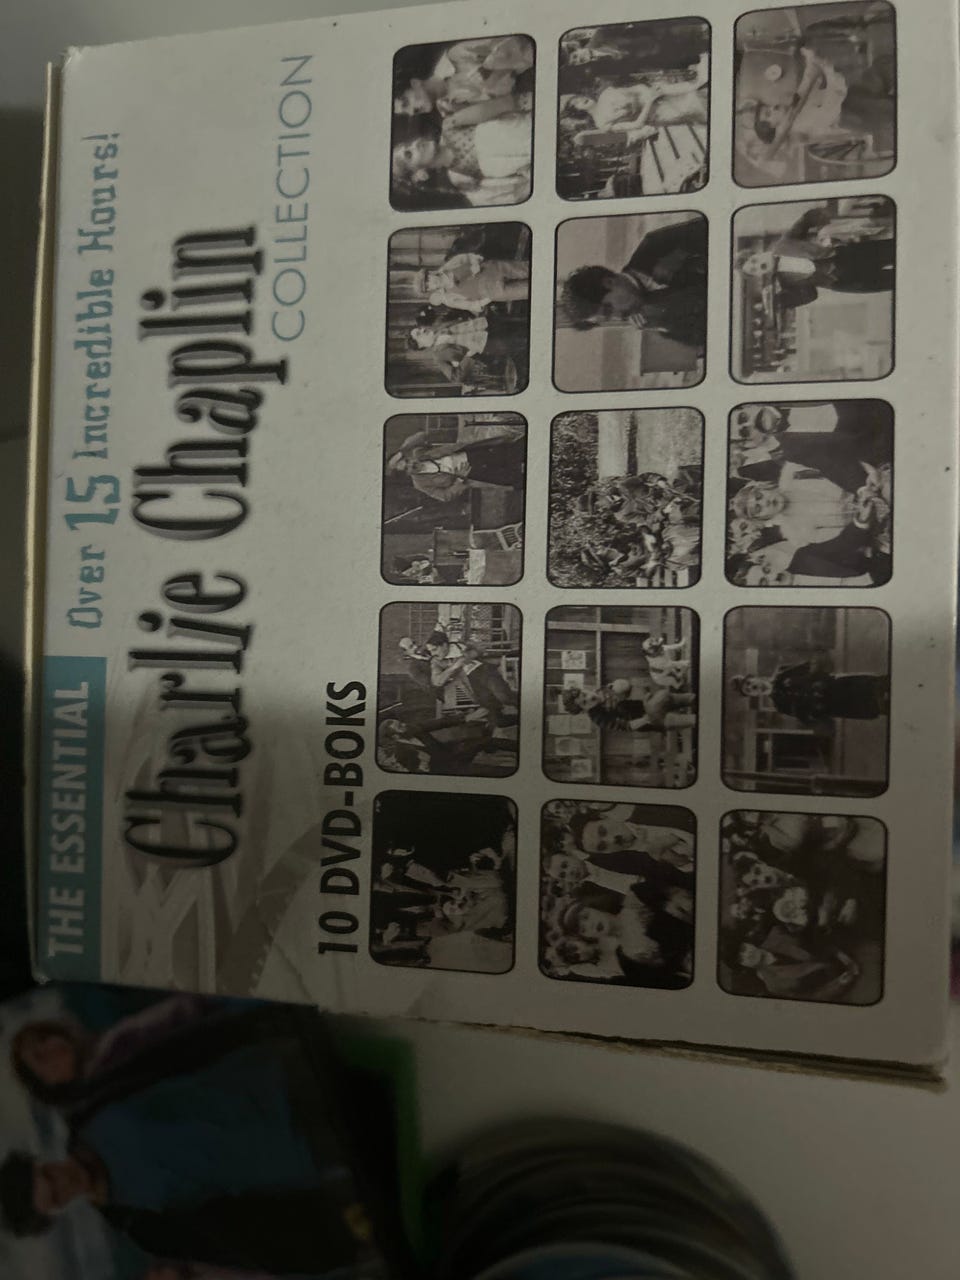 THE ESSENTIAL Over 15 Incredible Hours!
Charlie Chaplin
COLLECTION
10 DVD-BOKS